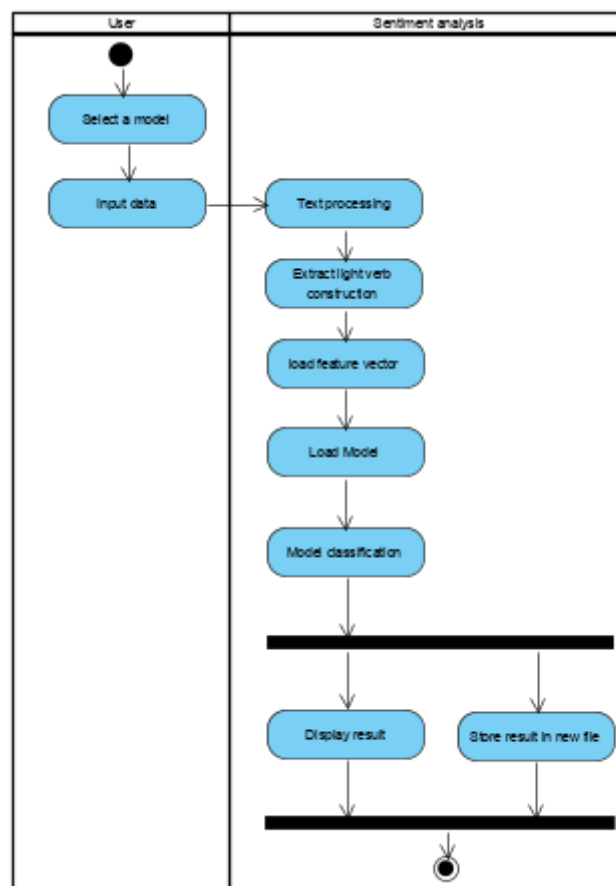 User
Sentiment analysis
Select a model
Input data
Text processing
Extract light verb
construction
load feature vector
Load Model
Model classification
Display result
Store result in new file